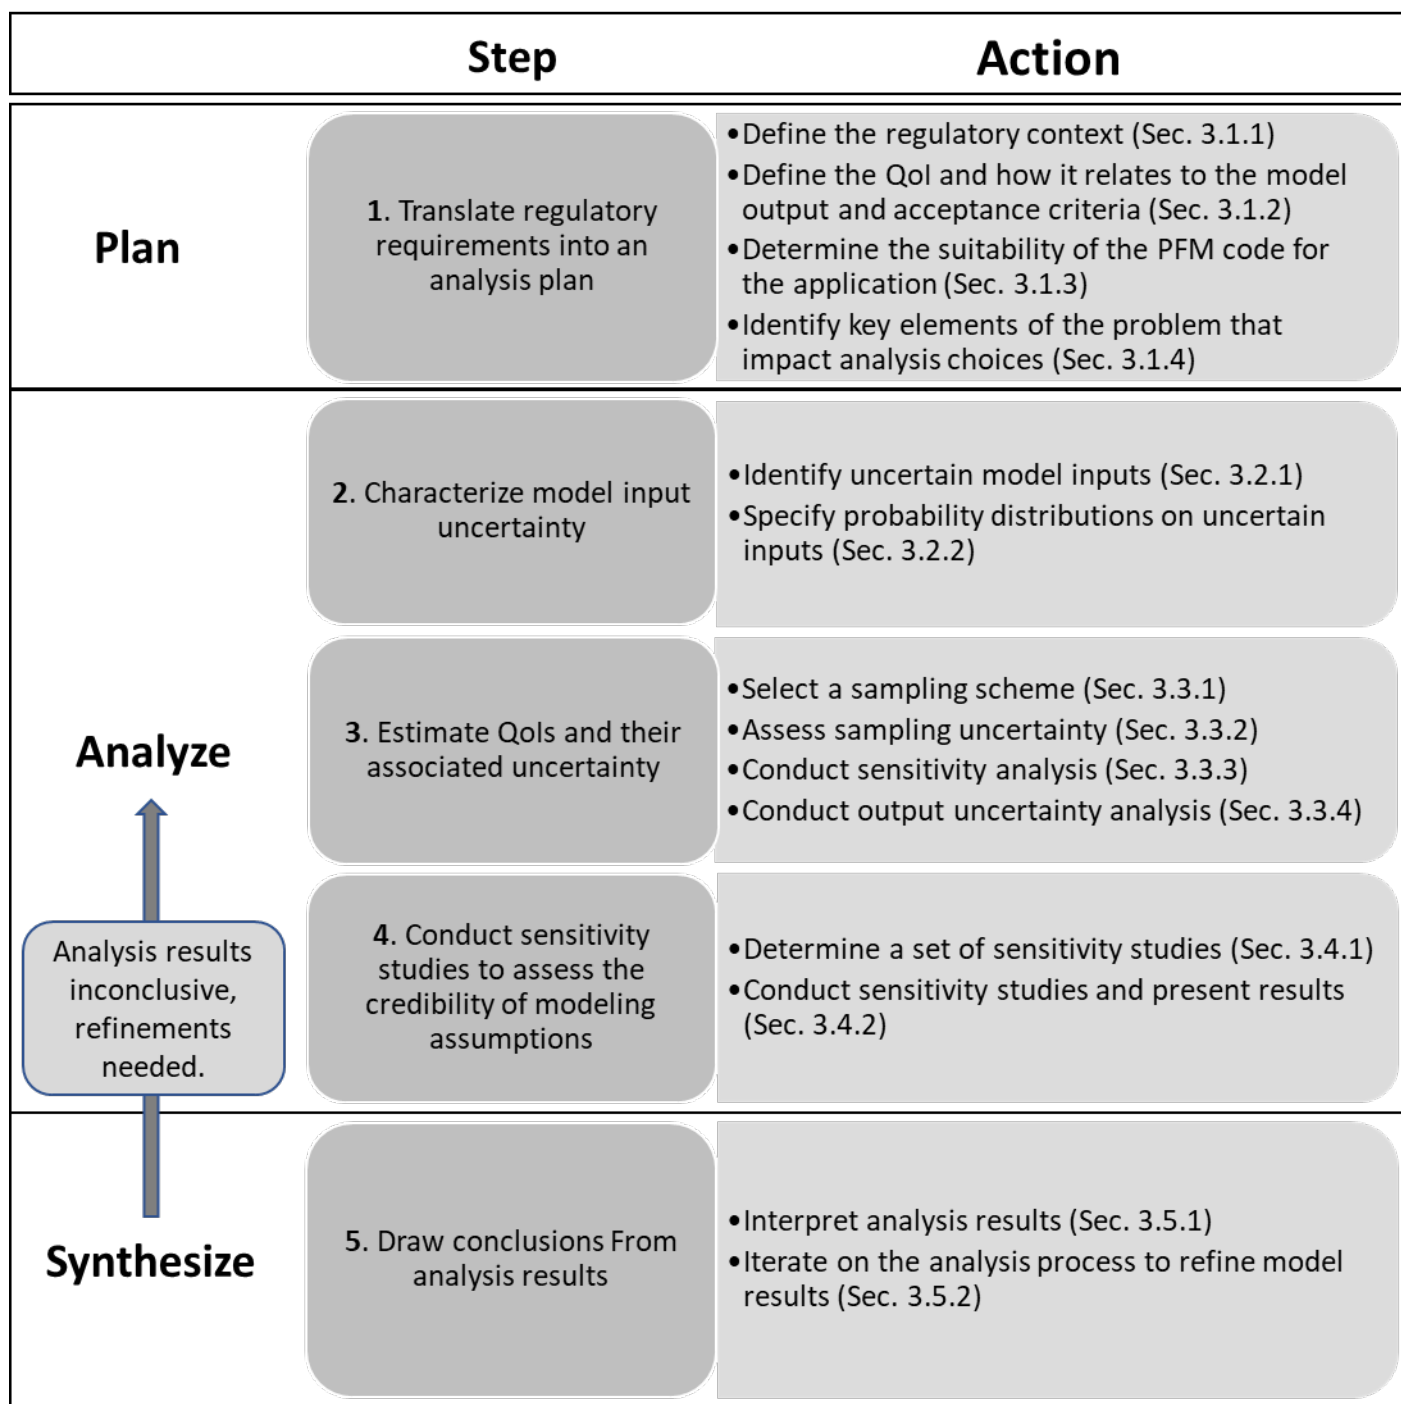 Step
Action
Plan
1. Translate regulatory
requirements into an
analysis plan
•Define the regulatory context (Sec. 3.1.1)
•Define the QoI and how it relates to the model
output and acceptance criteria (Sec. 3.1.2)
•Determine the suitability of the PFM code for
the application (Sec. 3.1.3)
•Identify key elements of the problem that
impact analysis choices (Sec. 3.1.4)
Analyze
2. Characterize model input
uncertainty
•Identify uncertain model inputs (Sec. 3.2.1)
•Specify probability distributions on uncertain
inputs (Sec. 3.2.2)
3. Estimate QoIs and their
associated uncertainty
•Select a sampling scheme (Sec. 3.3.1)
•Assess sampling uncertainty (Sec. 3.3.2)
•Conduct sensitivity analysis (Sec. 3.3.3)
•Conduct output uncertainty analysis (Sec. 3.3.4)
Analysis results
inconclusive,
refinements
needed.
4. Conduct sensitivity
studies to assess the
credibility of modeling
assumptions
•Determine a set of sensitivity studies (Sec. 3.4.1)
•Conduct sensitivity studies and present results
(Sec. 3.4.2)
Synthesize
5. Draw conclusions From
analysis results
•Interpret analysis results (Sec. 3.5.1)
•Iterate on the analysis process to refine model
results (Sec. 3.5.2)